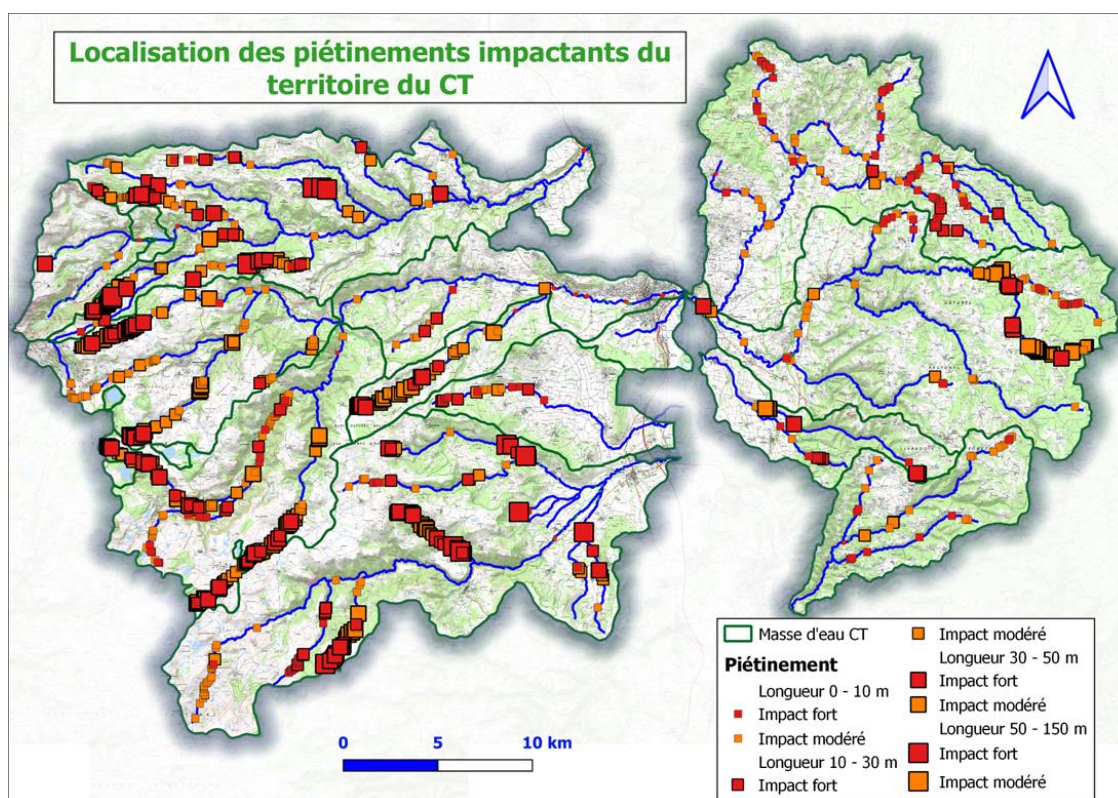 Localisation des piétinements impactants du
territoire du CT
0 5 10 km
Masse d'eau CT
Piétinement
Longueur 0 - 10 m
Impact fort
Impact modéré
Longueur 10 - 30 m
Impact fort
Impact modéré
Longueur 30 - 50 m
Impact fort
Impact modéré
Longueur 50 - 150 m
Impact fort
Impact modéré